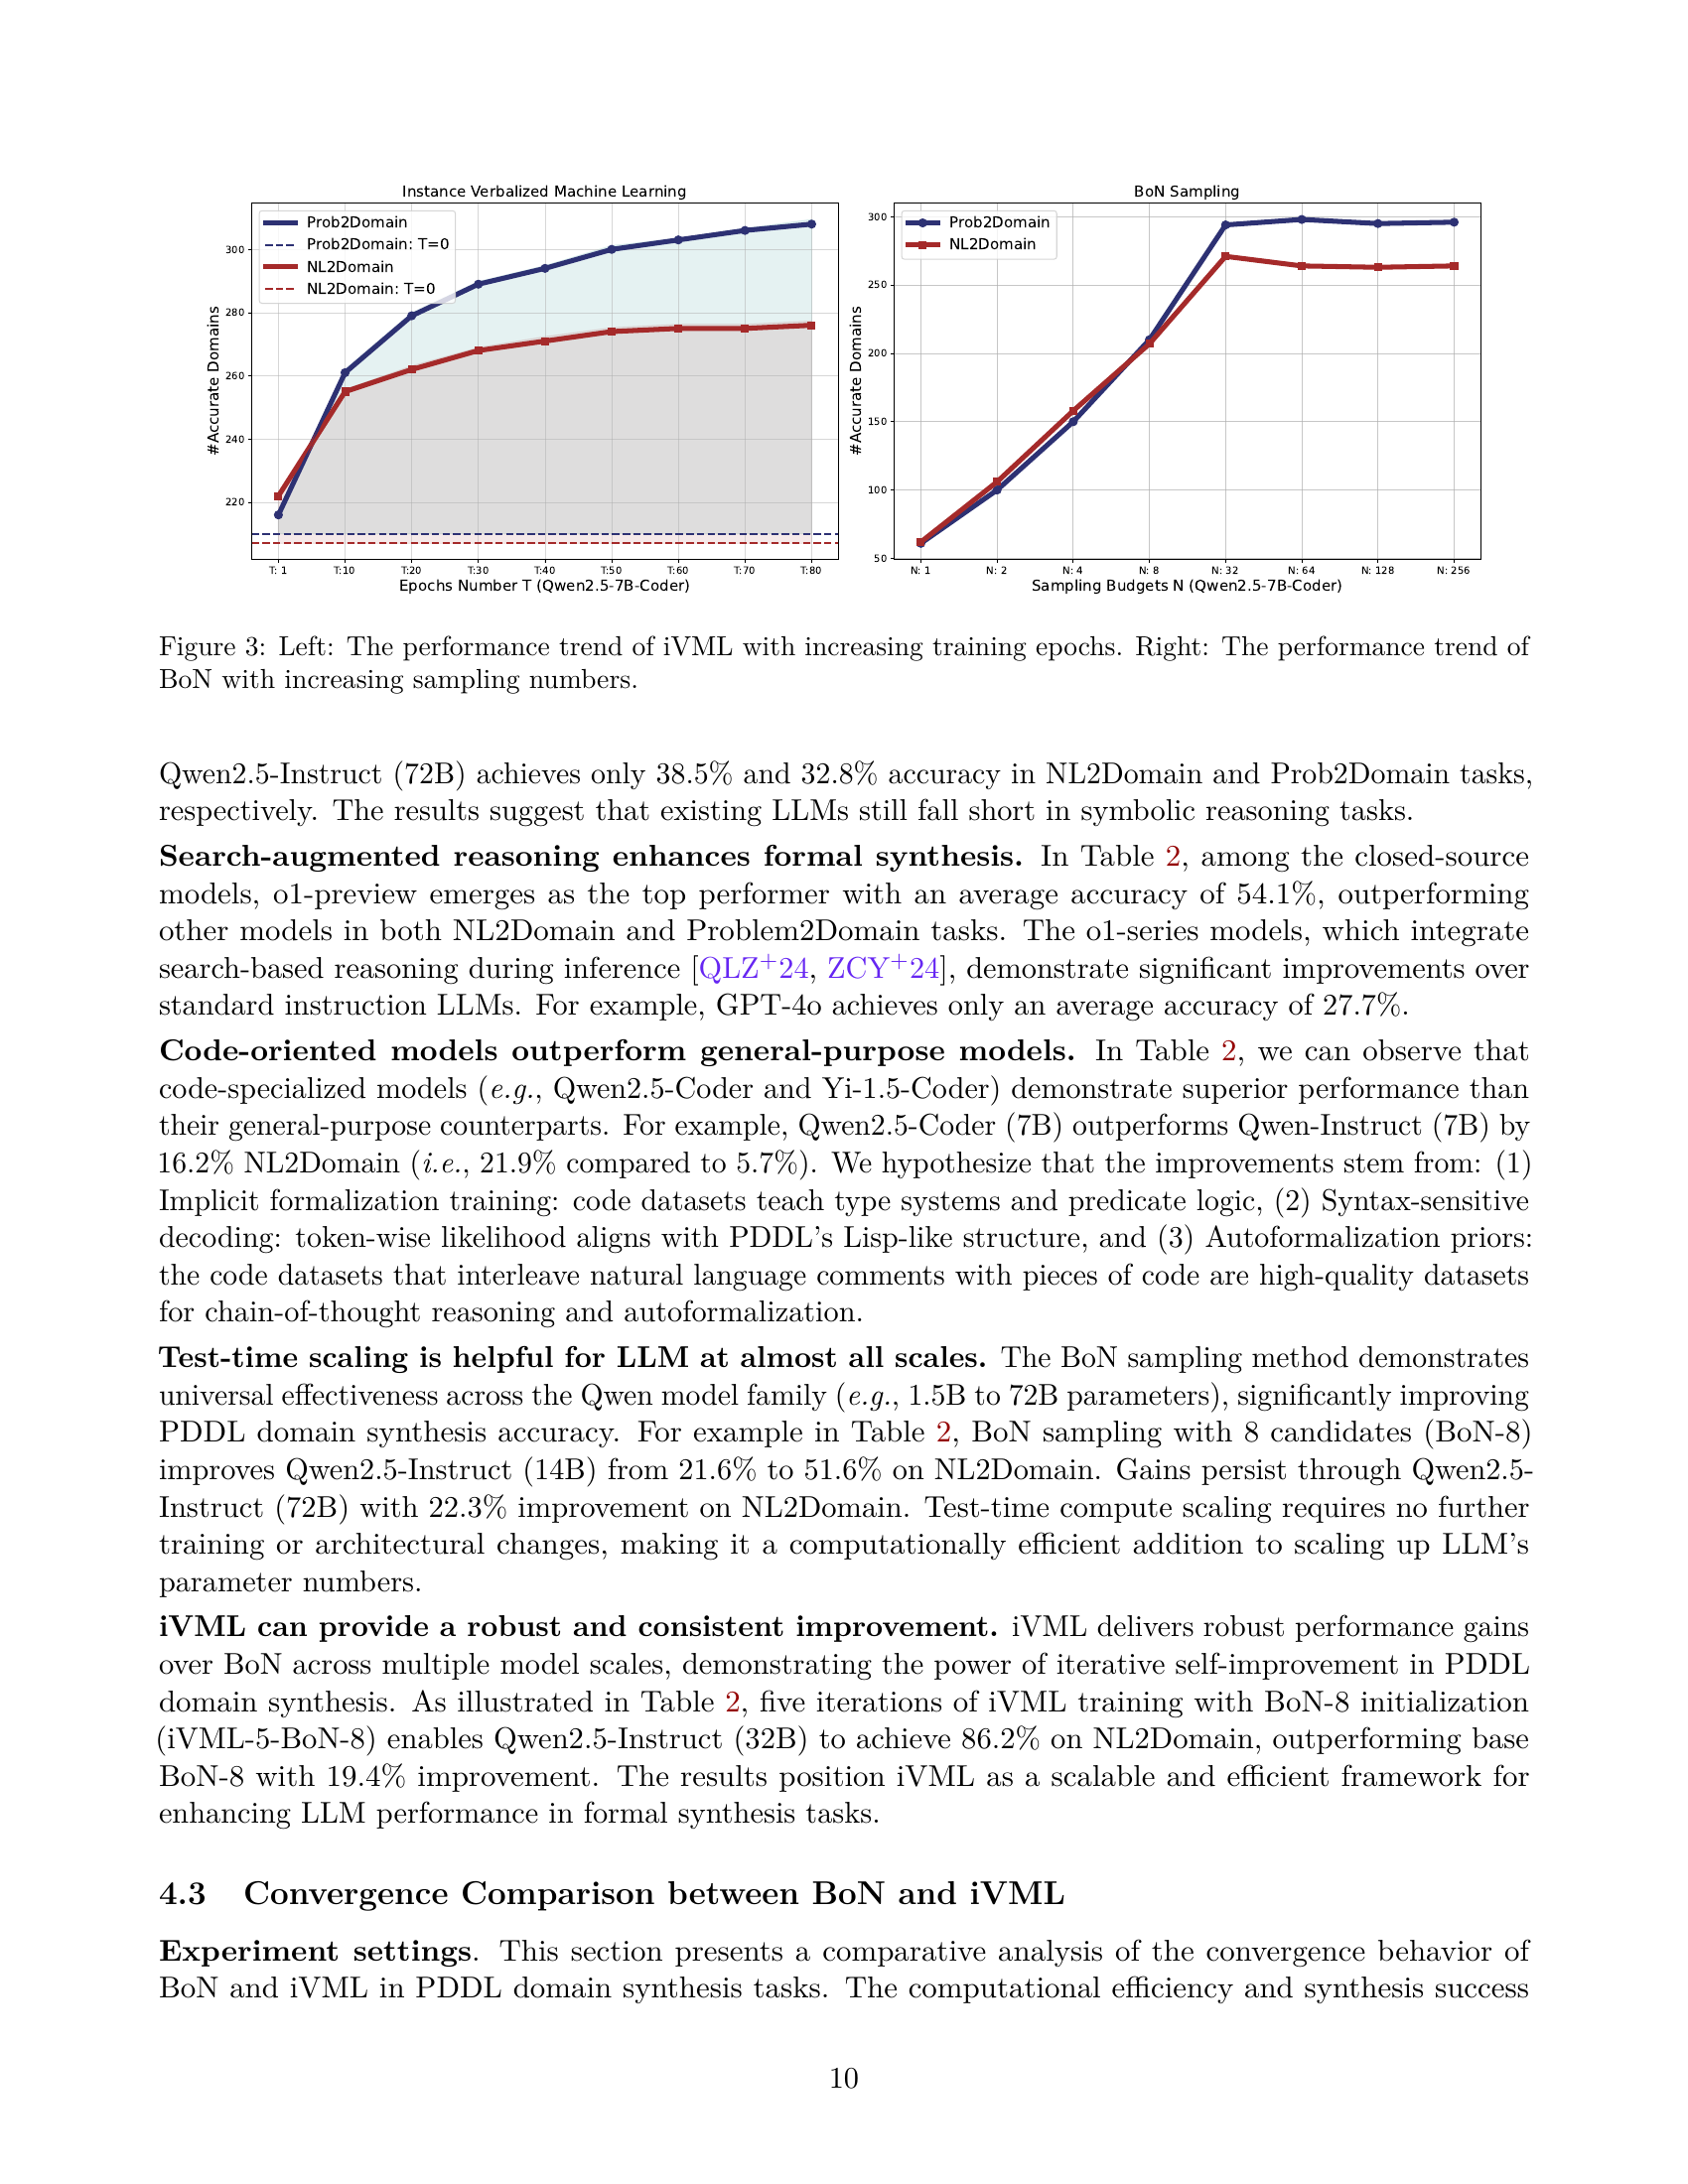 Instance Verbalized Machine Learning
Prob2Domain
Prob2Domain: T=0
NL2Domain
NL2Domain: T=0
#Accurate Domains
300
280
260
240
220
T: 1
T:10
T:20
T:30
T:40
T:50
T:60
T:70
T:80
Epochs Number T (Qwen2.5-7B-Coder)
BoN Sampling
Prob2Domain
NL2Domain
#Accurate Domains
300
250
200
150
100
50
N: 1
N: 2
N: 4
N: 8
N: 32
N: 64
N: 128
N: 256
Sampling Budgets N (Qwen2.5-7B-Coder)
Figure 3: Left: The performance trend of iVML with increasing training epochs. Right: The performance trend of
BoN with increasing sampling numbers.
Qwen2.5-Instruct (72B) achieves only 38.5% and 32.8% accuracy in NL2Domain and Prob2Domain tasks,
respectively. The results suggest that existing LLMs still fall short in symbolic reasoning tasks.
Search-augmented reasoning enhances formal synthesis. In Table 2, among the closed-source
models, o1-preview emerges as the top performer with an average accuracy of 54.1%, outperforming
other models in both NL2Domain and Problem2Domain tasks. The o1-series models, which integrate
search-based reasoning during inference [QLZ+24, ZCY+24], demonstrate significant improvements over
standard instruction LLMs. For example, GPT-4o achieves only an average accuracy of 27.7%.
Code-oriented models outperform general-purpose models. In Table 2, we can observe that
code-specialized models (e.g., Qwen2.5-Coder and Yi-1.5-Coder) demonstrate superior performance than
their general-purpose counterparts. For example, Qwen2.5-Coder (7B) outperforms Qwen-Instruct (7B) by
16.2% NL2Domain (i.e., 21.9% compared to 5.7%). We hypothesize that the improvements stem from: (1)
Implicit formalization training: code datasets teach type systems and predicate logic, (2) Syntax-sensitive
decoding: token-wise likelihood aligns with PDDL's Lisp-like structure, and (3) Autoformalization priors:
the code datasets that interleave natural language comments with pieces of code are high-quality datasets
for chain-of-thought reasoning and autoformalization.
Test-time scaling is helpful for LLM at almost all scales. The BoN sampling method demonstrates
universal effectiveness across the Qwen model family (e.g., 1.5B to 72B parameters), significantly improving
PDDL domain synthesis accuracy. For example in Table 2, BoN sampling with 8 candidates (BoN-8)
improves Qwen2.5-Instruct (14B) from 21.6% to 51.6% on NL2Domain. Gains persist through Qwen2.5-
Instruct (72B) with 22.3% improvement on NL2Domain. Test-time compute scaling requires no further
training or architectural changes, making it a computationally efficient addition to scaling up LLM's
parameter numbers.
iVML can provide a robust and consistent improvement. iVML delivers robust performance gains
over BoN across multiple model scales, demonstrating the power of iterative self-improvement in PDDL
domain synthesis. As illustrated in Table 2, five iterations of iVML training with BoN-8 initialization
(iVML-5-BoN-8) enables Qwen2.5-Instruct (32B) to achieve 86.2% on NL2Domain, outperforming base
BoN-8 with 19.4% improvement. The results position iVML as a scalable and efficient framework for
enhancing LLM performance in formal synthesis tasks.
4.3 Convergence Comparison between BoN and iVML
Experiment settings. This section presents a comparative analysis of the convergence behavior of
BoN and iVML in PDDL domain synthesis tasks. The computational efficiency and synthesis success
10